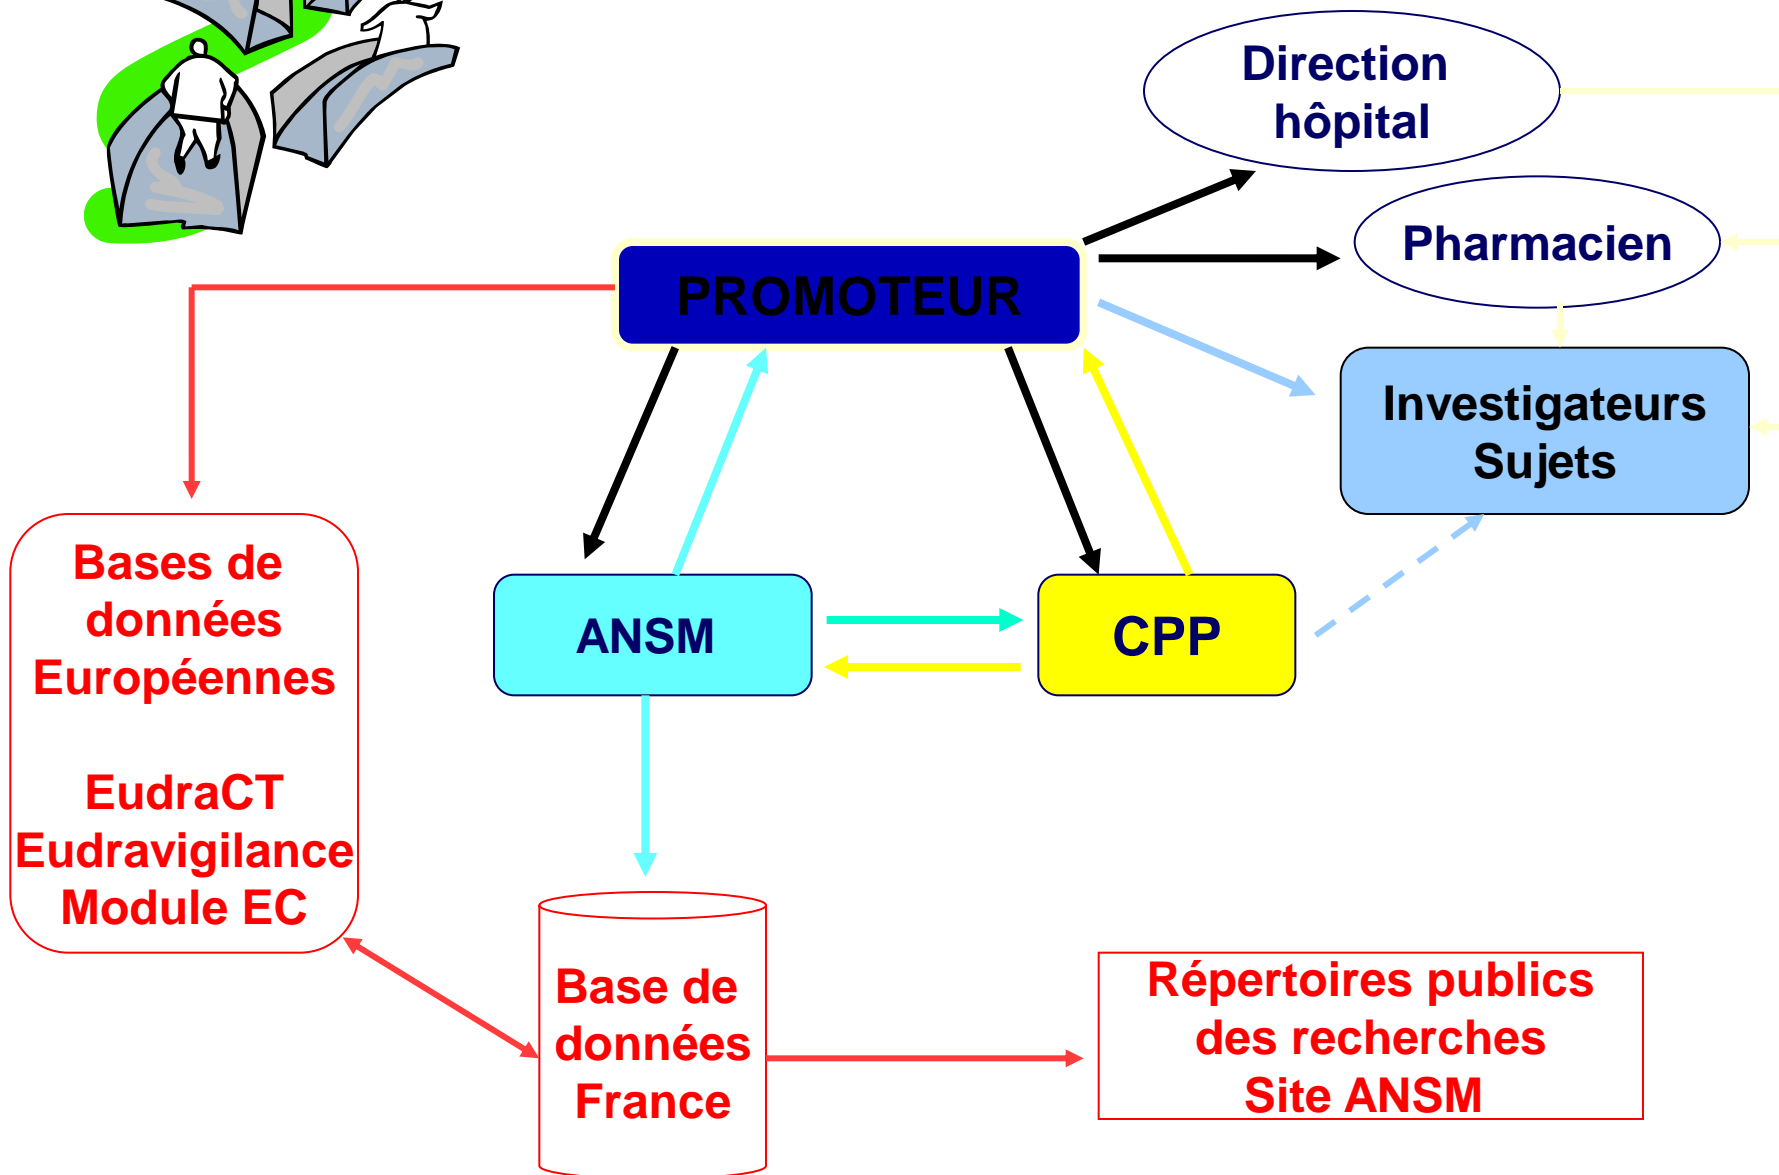 Direction
hôpital
Pharmacien
PROMOTEUR
Investigateurs
Sujets
Bases de
données
Européennes
EudraCT
Eudravigilance
Module EC
ANSM
CPP
Base de
données
France
Répertoires publics
des recherches
Site ANSM